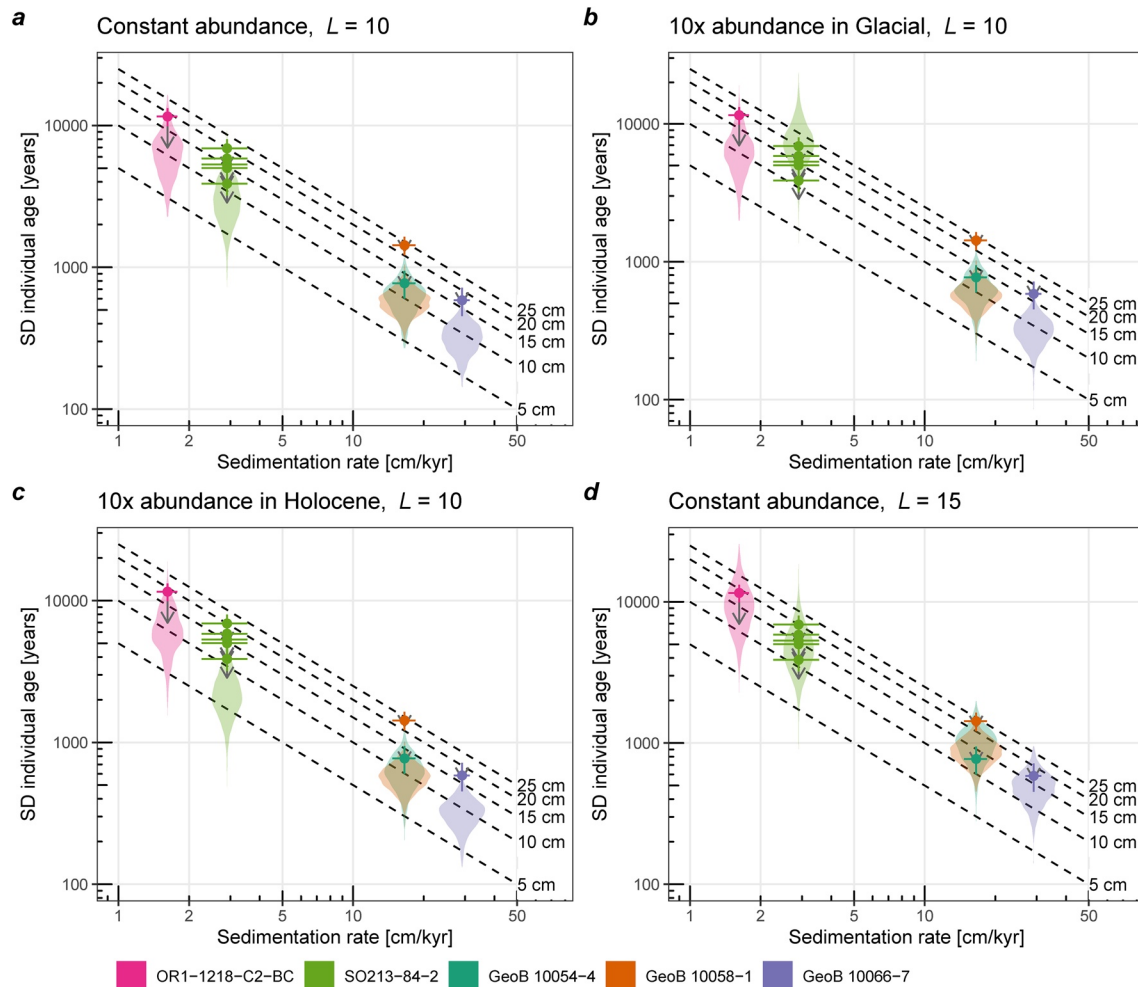 a
Constant abundance, L = 10
SD individual age [years]
10000
1000
100
25 cm
20 cm
15 cm
10 cm
5 cm
1 2 5 10 50
Sedimentation rate [cm/kyr]
b
10x abundance in Glacial, L = 10
SD individual age [years]
10000
1000
100
25 cm
20 cm
15 cm
10 cm
5 cm
1 2 5 10 50
Sedimentation rate [cm/kyr]
c
10x abundance in Holocene, L = 10
SD individual age [years]
10000
1000
100
25 cm
20 cm
15 cm
10 cm
5 cm
1 2 5 10 50
Sedimentation rate [cm/kyr]
d
Constant abundance, L = 15
SD individual age [years]
10000
1000
100
25 cm
20 cm
15 cm
10 cm
5 cm
1 2 5 10 50
Sedimentation rate [cm/kyr]
OR1−1218−C2−BC SO213−84−2 GeoB 10054−4 GeoB 10058−1 GeoB 10066−7